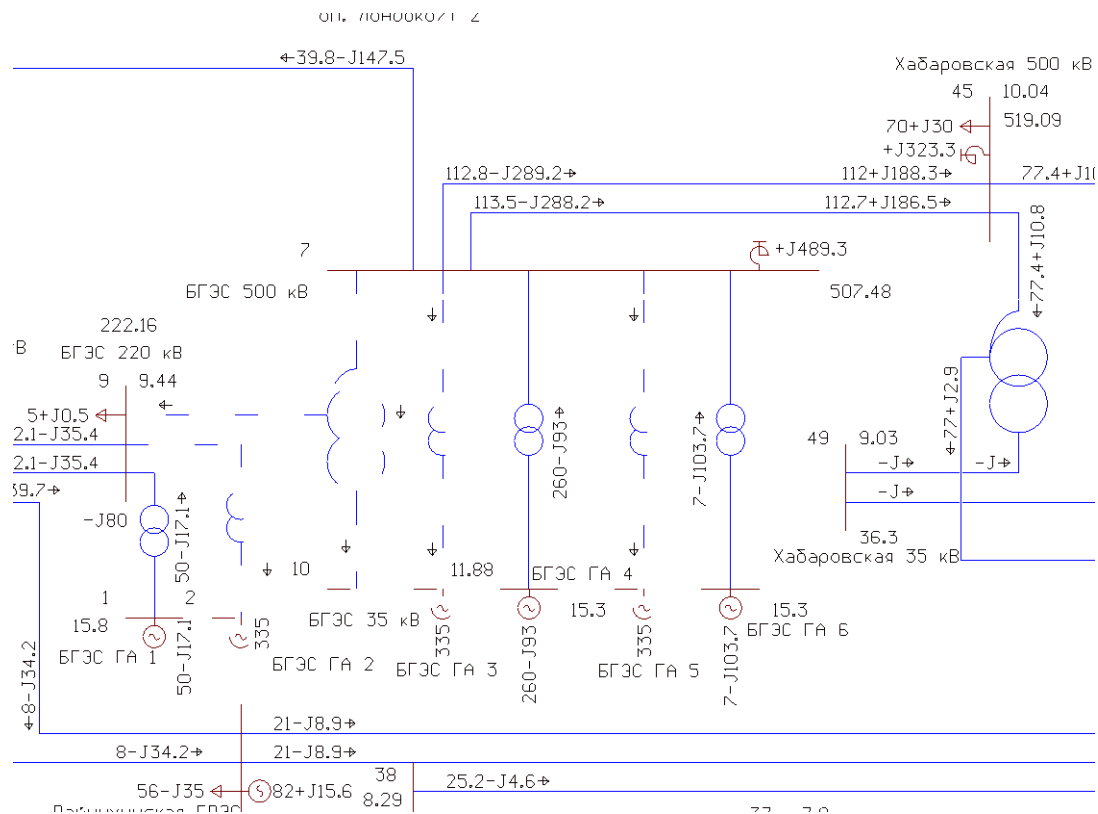 39.8-J147.5
Хабаровская 500 кВ
45 10.04
519.09
70+J30
+J323.3
112.8-J289.2
112+J188.3
113.5-J288.2
112.7+J186.5
77.4+J10.8
7
+J489.3
БГЭС 500 кВ
507.48
222.16
БГЭС 220 кВ
9 9.44
5+J0.5
2.1-J35.4
2.1-J35.4
39.7
-J80
50-J17.1
260-J93
7-J103.7
77+J2.9
49 9.03
-J
-J
-J
36.3
Хабаровская 35 кВ
10
11.88
БГЭС ГА 4
15.3
15.3
1 2
15.8
БГЭС 35 кВ
БГЭС ГА 6
335
335
335
50-J17.1
260-J93
7-J103.7
БГЭС ГА 1
БГЭС ГА 2
БГЭС ГА 3
БГЭС ГА 5
8-J34.2
21-J8.9
8-J34.2
21-J8.9
56-J35
82+J15.6
38
8.29
25.2-J4.6